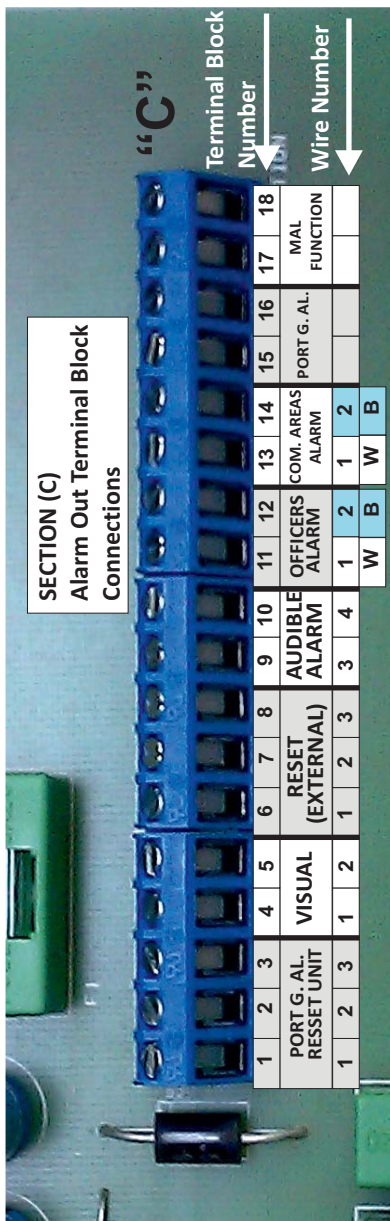 “C”
Terminal Block
Number
Wire Number
SECTION (C)
Alarm Out Terminal Block
Connections
1 2 3 4 5 6 7 8 9 10 11 12 13 14 15 16 17 18
PORT G. AL.
RESSET UNIT
VISUAL
RESET
(EXTERNAL)
AUDIBLE
ALARM
OFFICERS
ALARM
COM. AREAS
ALARM
PORT G. AL.
MAL
FUNCTION
1 2 3 1 2 1 2 3 3 4 1 2 1 2
W B W B
F1